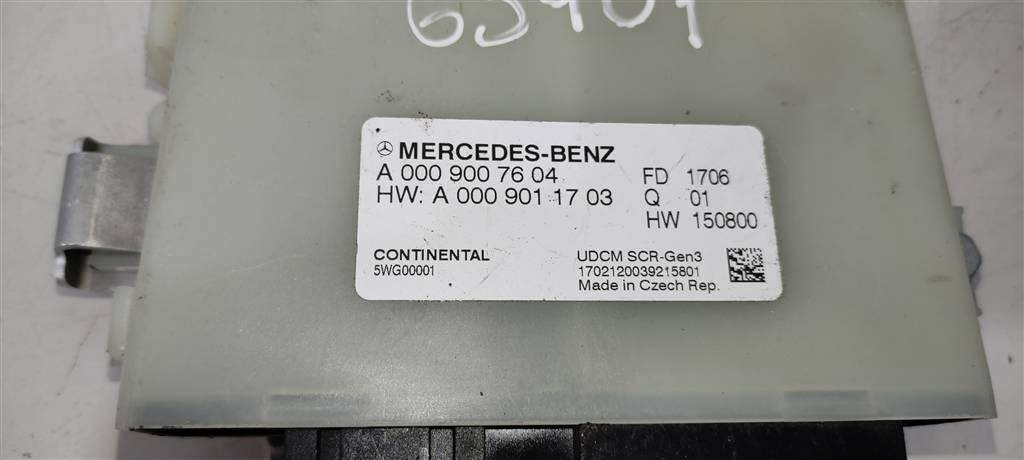 MERCEDES-BENZ
A 000 900 76 04 FD 1706
HW: A 000 901 17 03 Q 01
HW 150800
CONTINENTAL UDCM SCR-Gen3
5WG00001 1702120039215801
Made in Czech Rep.